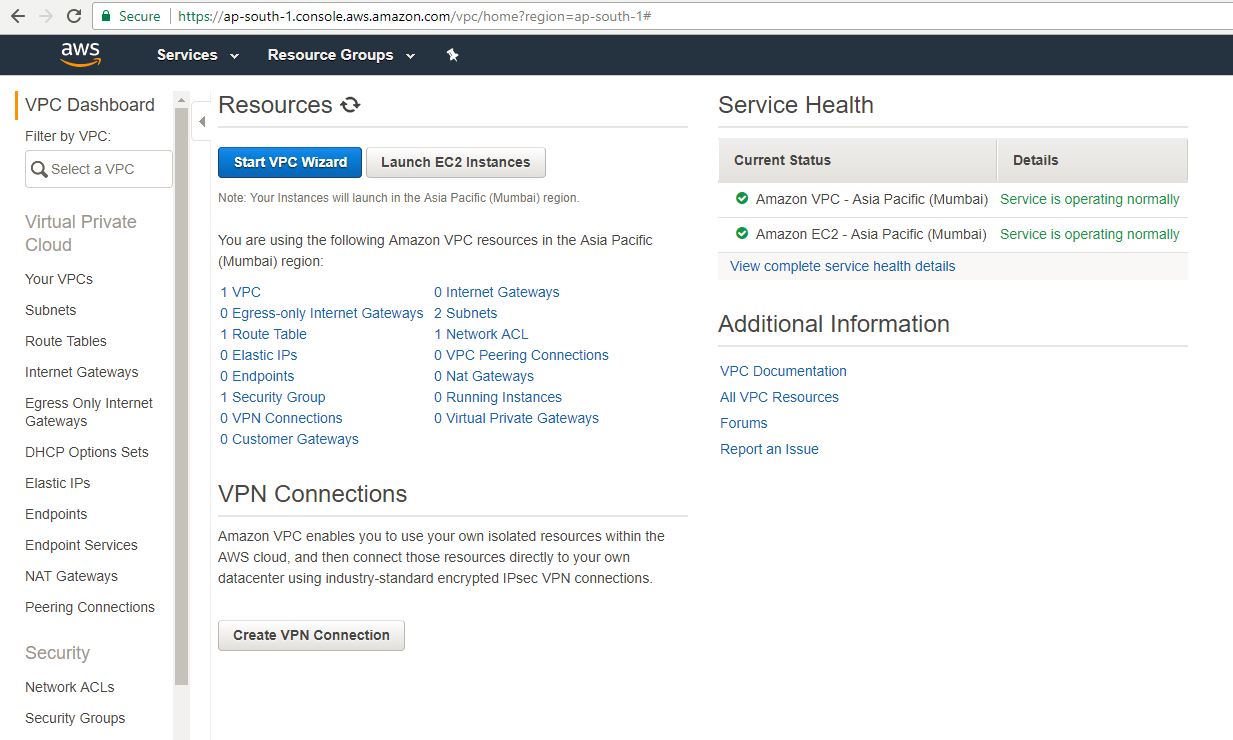 Secure https://ap-south-1.console.aws.amazon.com/vpc/home?region=ap-south-1#
aws Services Resource Groups
VPC Dashboard
Filter by VPC:
Select a VPC
Virtual Private
Cloud
Your VPCs
Subnets
Route Tables
Internet Gateways
Egress Only Internet
Gateways
DHCP Options Sets
Elastic IPs
Endpoints
Endpoint Services
NAT Gateways
Peering Connections
Security
Network ACLs
Security Groups
Resources
Start VPC Wizard Launch EC2 Instances
Note: Your Instances will launch in the Asia Pacific (Mumbai) region.
You are using the following Amazon VPC resources in the Asia Pacific
(Mumbai) region:
1 VPC 0 Internet Gateways
0 Egress-only Internet Gateways 2 Subnets
1 Route Table 1 Network ACL
0 Elastic IPs 0 VPC Peering Connections
0 Endpoints 0 Nat Gateways
1 Security Group 0 Running Instances
0 VPN Connections 0 Virtual Private Gateways
0 Customer Gateways
VPN Connections
Amazon VPC enables you to use your own isolated resources within the
AWS cloud, and then connect those resources directly to your own
datacenter using industry-standard encrypted IPsec VPN connections.
Create VPN Connection
Service Health
Current Status Details
Amazon VPC - Asia Pacific (Mumbai) Service is operating normally
Amazon EC2 - Asia Pacific (Mumbai) Service is operating normally
View complete service health details
Additional Information
VPC Documentation
All VPC Resources
Forums
Report an Issue